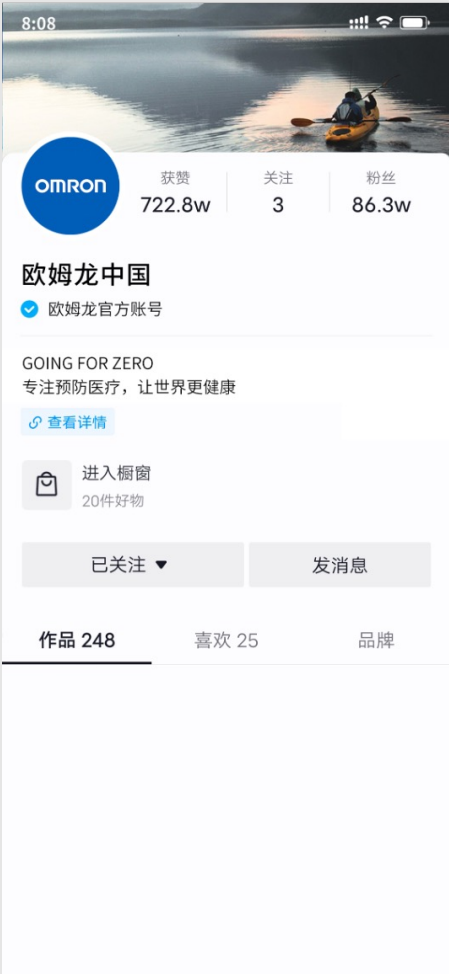 8:08
OMRON
获赞
关注
粉丝
722.8w
3
86.3w
欧姆龙中国
欧姆龙官方账号
GOING FOR ZERO
专注预防医疗，让世界更健康
查看详情
进入橱窗
20件好物
已关注
发消息
作品 248
喜欢 25
品牌